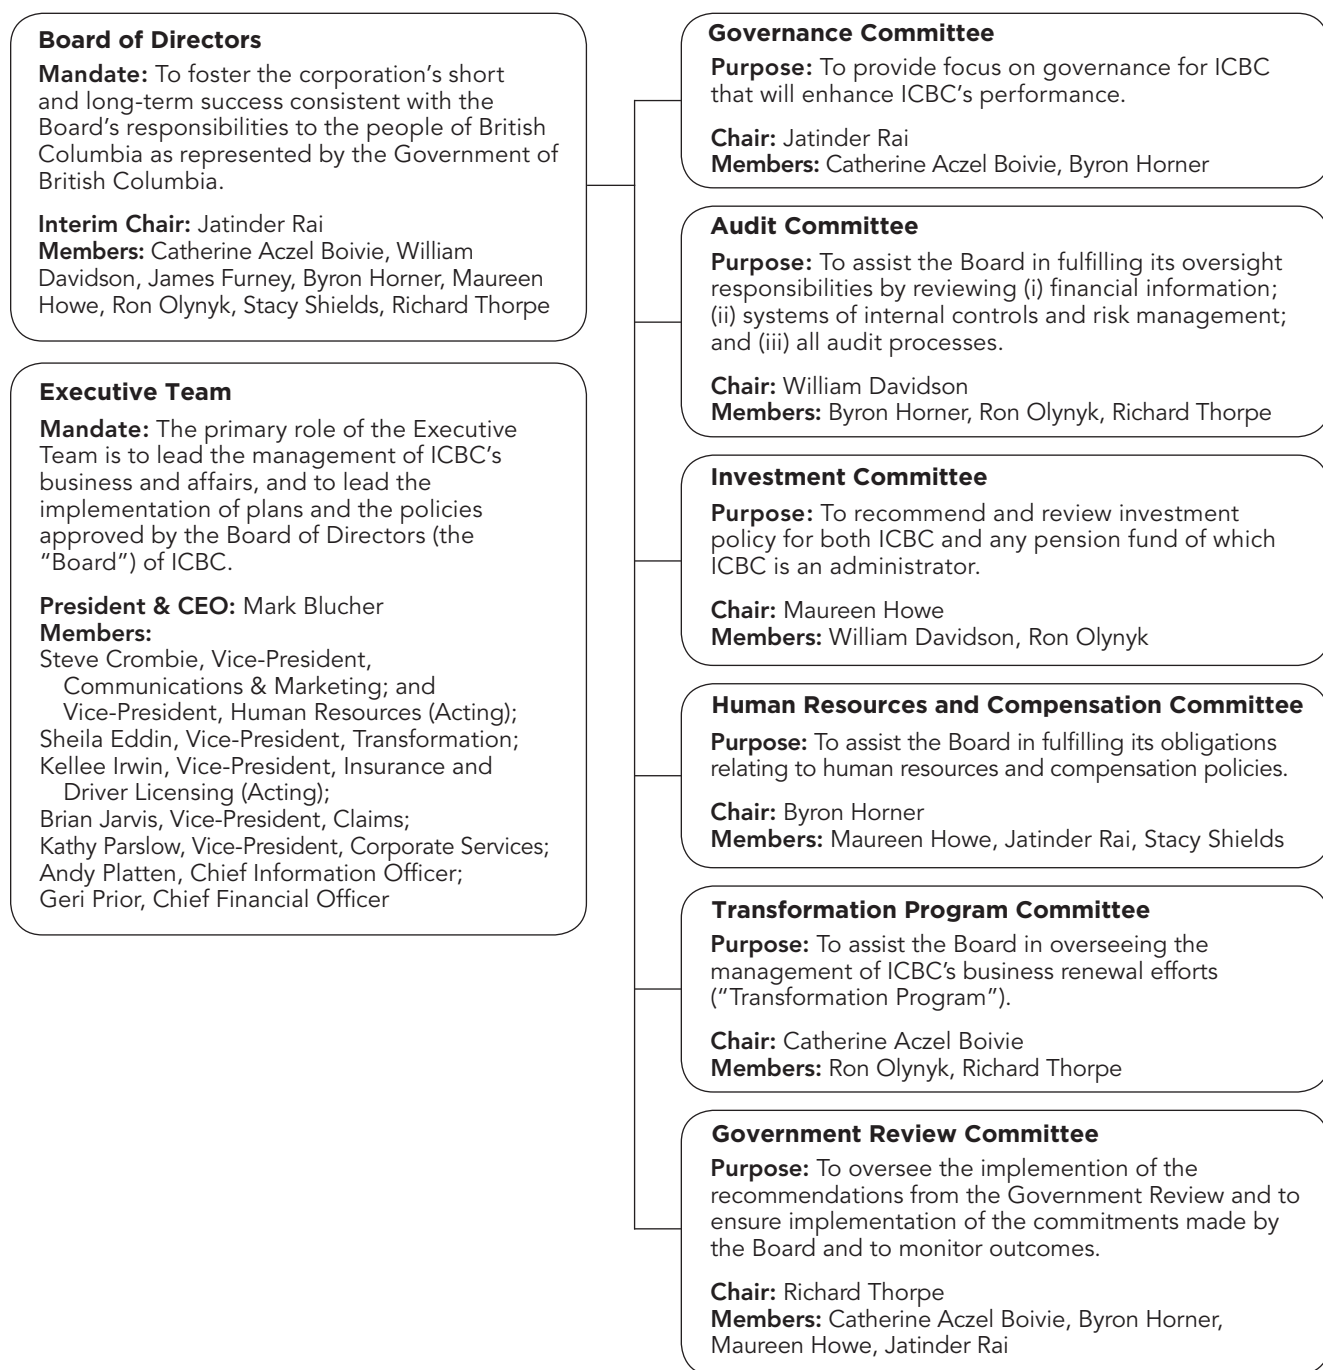 Board of Directors
Mandate: To foster the corporation’s short
and long-term success consistent with the
Board’s responsibilities to the people of British
Columbia as represented by the Government of
British Columbia.
Interim Chair: Jatinder Rai
Members: Catherine Aczel Boivie, William
Davidson, James Furney, Byron Horner, Maureen
Howe, Ron Olynyk, Stacy Shields, Richard Thorpe
Executive Team
Mandate: The primary role of the Executive
Team is to lead the management of ICBC’s
business and affairs, and to lead the
implementation of plans and the policies
approved by the Board of Directors (the
“Board”) of ICBC.
President & CEO: Mark Blucher
Members:
Steve Crombie, Vice-President,
Communications & Marketing; and
Vice-President, Human Resources (Acting);
Sheila Eddin, Vice-President, Transformation;
Kellee Irwin, Vice-President, Insurance and
Driver Licensing (Acting);
Brian Jarvis, Vice-President, Claims;
Kathy Parslow, Vice-President, Corporate Services;
Andy Platten, Chief Information Officer;
Geri Prior, Chief Financial Officer
Governance Committee
Purpose: To provide focus on governance for ICBC
that will enhance ICBC’s performance.
Chair: Jatinder Rai
Members: Catherine Aczel Boivie, Byron Horner
Audit Committee
Purpose: To assist the Board in fulfilling its oversight
responsibilities by reviewing (i) financial information;
(ii) systems of internal controls and risk management;
and (iii) all audit processes.
Chair: William Davidson
Members: Byron Horner, Ron Olynyk, Richard Thorpe
Investment Committee
Purpose: To recommend and review investment
policy for both ICBC and any pension fund of which
ICBC is an administrator.
Chair: Maureen Howe
Members: William Davidson, Ron Olynyk
Human Resources and Compensation Committee
Purpose: To assist the Board in fulfilling its obligations
relating to human resources and compensation policies.
Chair: Byron Horner
Members: Maureen Howe, Jatinder Rai, Stacy Shields
Transformation Program Committee
Purpose: To assist the Board in overseeing the
management of ICBC’s business renewal efforts
(“Transformation Program”).
Chair: Catherine Aczel Boivie
Members: Ron Olynyk, Richard Thorpe
Government Review Committee
Purpose: To oversee the implemention of the
recommendations from the Government Review and to
ensure implementation of the commitments made by
the Board and to monitor outcomes.
Chair: Richard Thorpe
Members: Catherine Aczel Boivie, Byron Horner,
Maureen Howe, Jatinder Rai